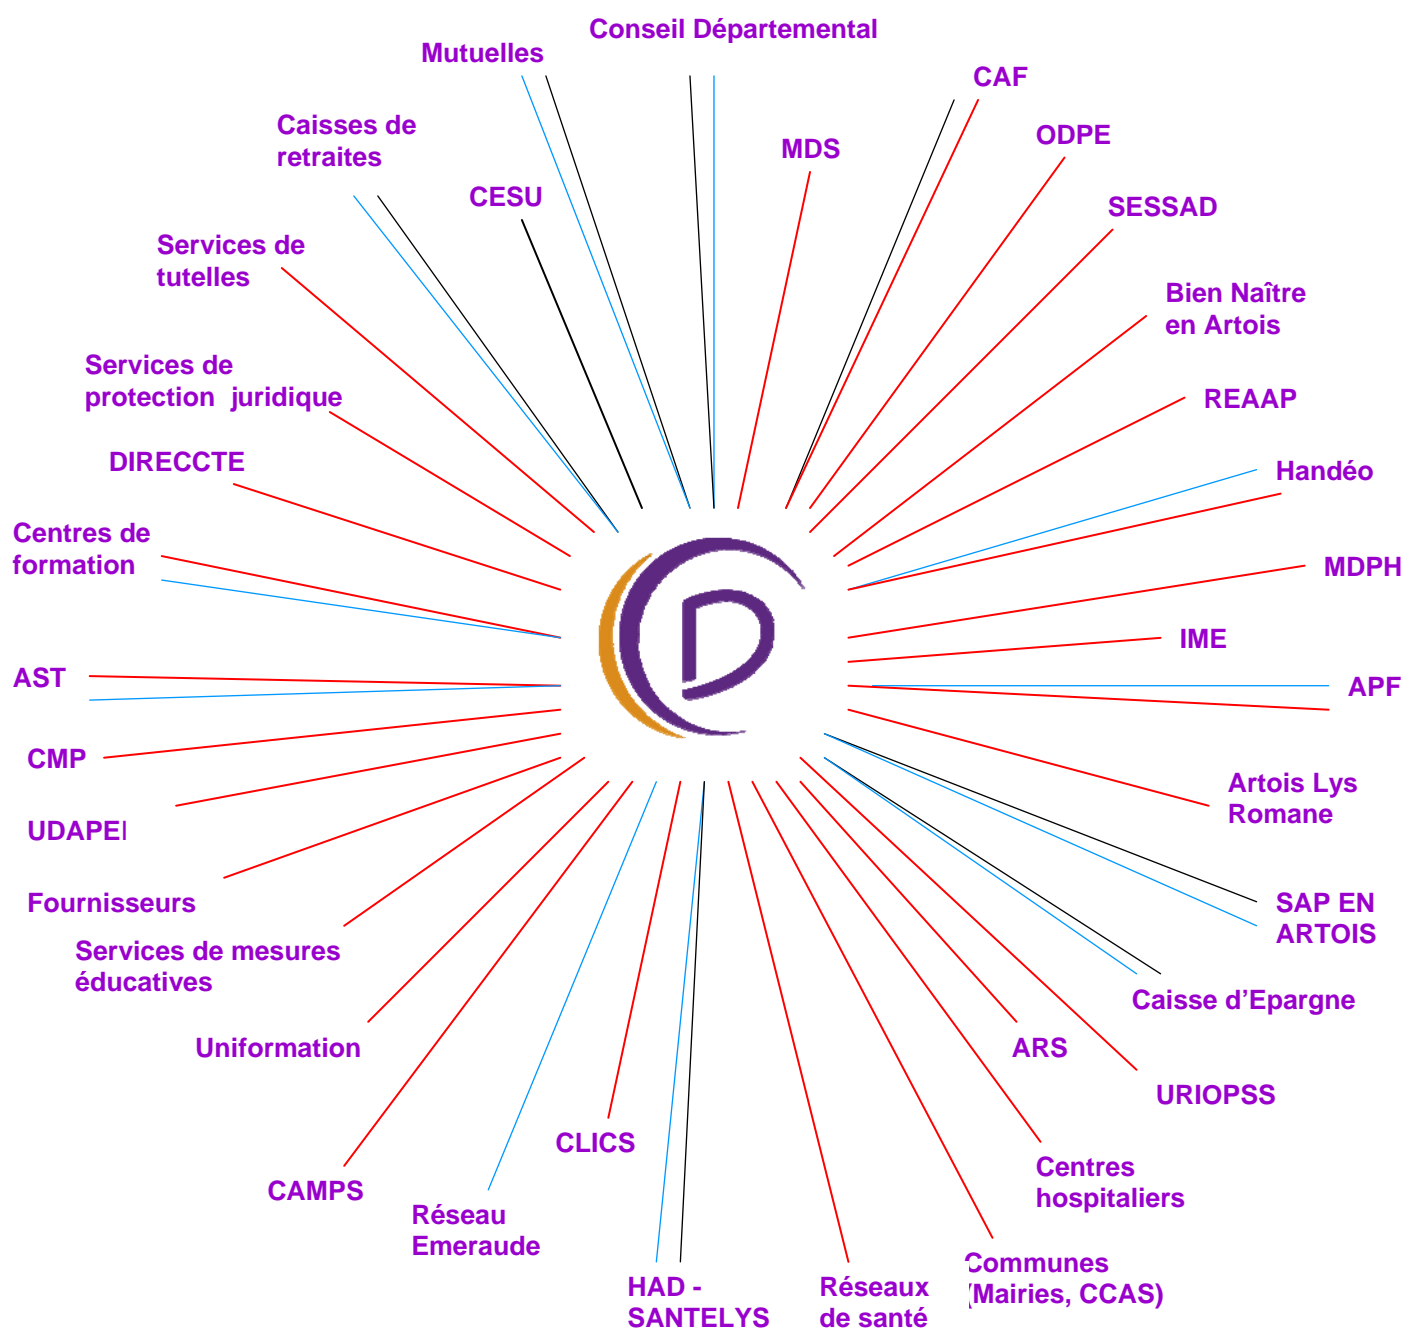 Conseil Départemental
Mutuelles
CAF
Caisses de
retraites
ODPE
MDS
CESU
SESSAD
Services de
tutelles
Bien Naître
en Artois
Services de
protection juridique
REAAP
DIRECCTE
Handéo
Centres de
formation
MDPH
IME
AST
APF
CMP
Artois Lys
Romane
UDAPEI
Fournisseurs
SAP EN
ARTOIS
Services de mesures
éducatives
Caisse d’Epargne
Uniformation
ARS
URIOPSS
CLICS
Centres
hospitaliers
CAMPS
Réseau
Emeraude
Communes
(Mairies, CCAS)
HAD -
SANTELYS
Réseaux
de santé
D